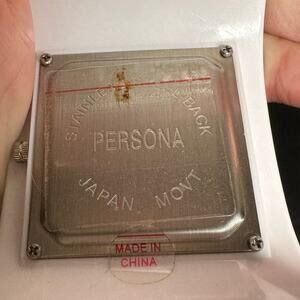 STAINLESS STEEL BACK
PERSONA
JAPAN MOVT
MADE IN
CHINA